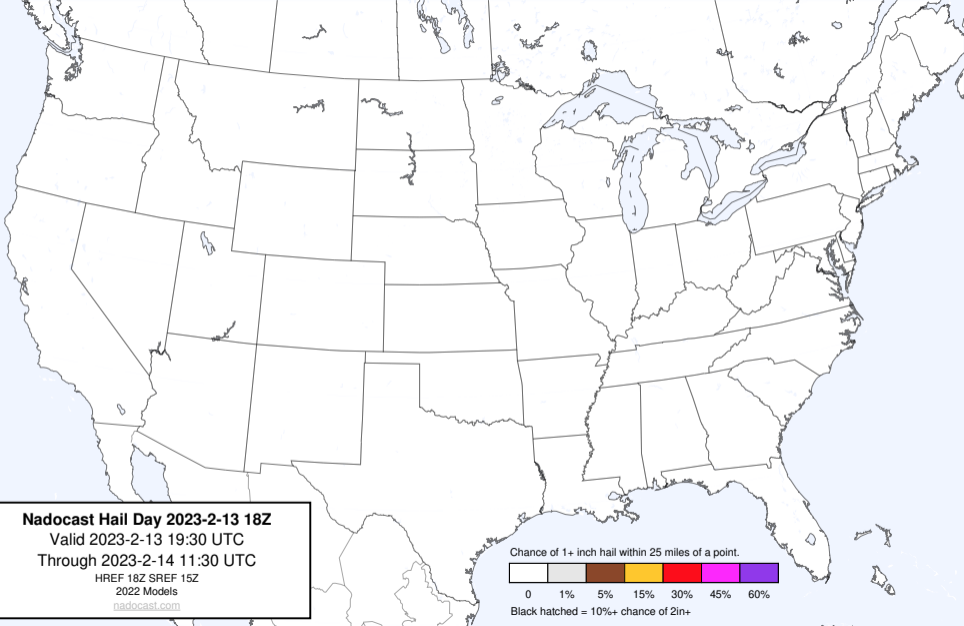 Nadocast Hail Day 2023-2-13 18Z
Valid 2023-2-13 19:30 UTC
Through 2023-2-14 11:30 UTC
HREF 18Z SREF 15Z
2022 Models
nadocast.com
Chance of 1+ inch hail within 25 miles of a point.
0 1% 5% 15% 30% 45% 60%
Black hatched = 10%+ chance of 2in+